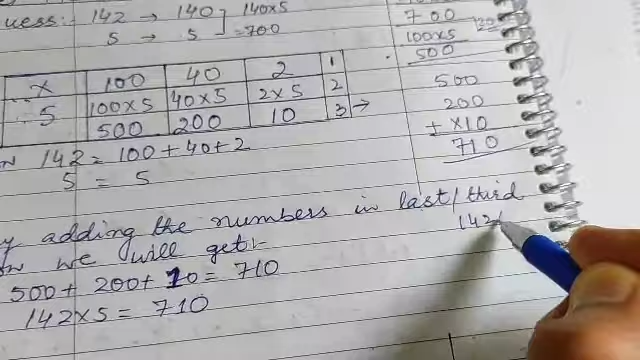 uess: 142 → 140 ] 140×5
5 → 5 ] =700
700
100×5
500
x 100 40 2 1
5 100×5 40×5 2×5 2
500 200 10 3 →
500
200
+ ×10
710
142 = 100+40+2
5 = 5
y adding the numbers in last/third
we will get:-
500+ 200+ 10= 710
142×5= 710
142